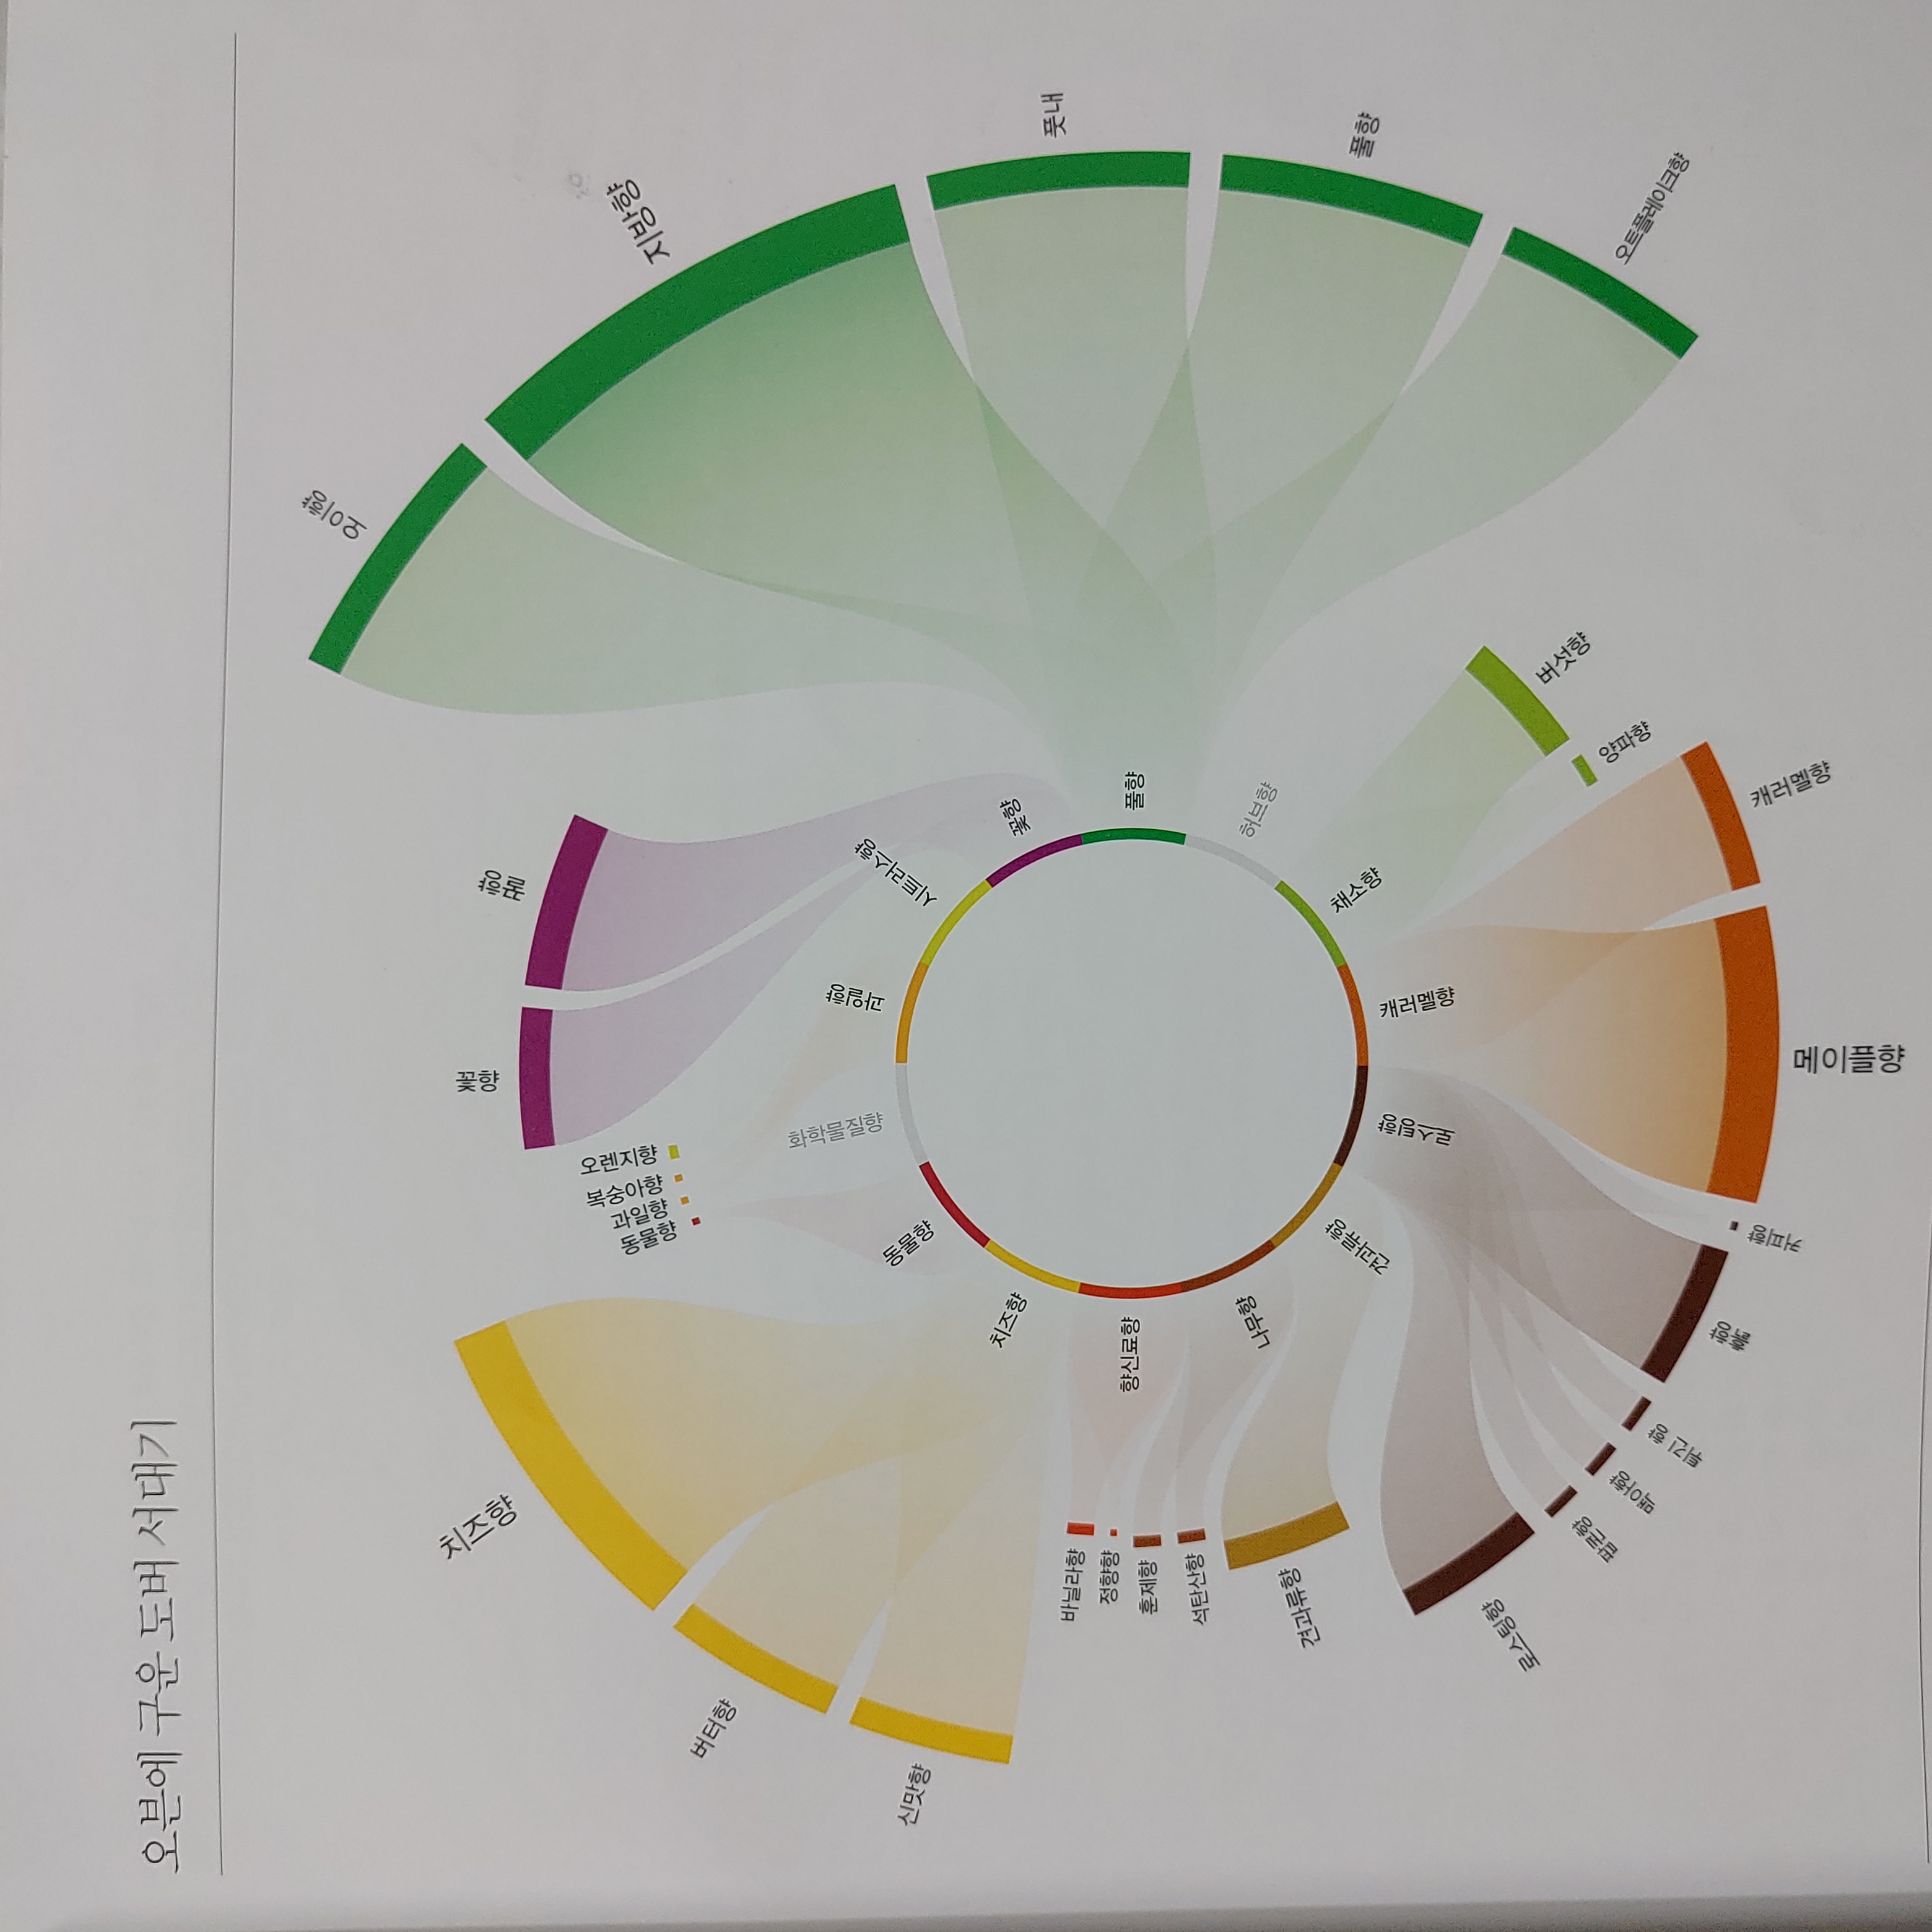 오븐에 구운 도버 서대기
오이향
지방향
풋내
풀향
오트플레이크향
버섯향
양파향
캐러멜향
메이플향
커피향
흙향
튀긴 향
맥아향
팝콘향
로스팅향
견과류향
석탄산향
훈제향
정향향
바닐라향
신맛향
버터향
치즈향
동물향
과일향
복숭아향
오렌지향
꽃향
꿀향
화학물질향
과일향
시트러스향
꽃향
풀향
허브향
채소향
캐러멜향
로스팅향
견과류향
나무향
향신료향
치즈향
동물향